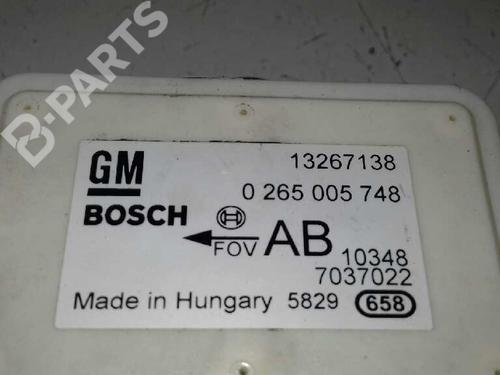 B-PARTS
GM
13267138
BOSCH
0 265 005 748
FOV
AB
10348
7037022
Made in Hungary 5829 658